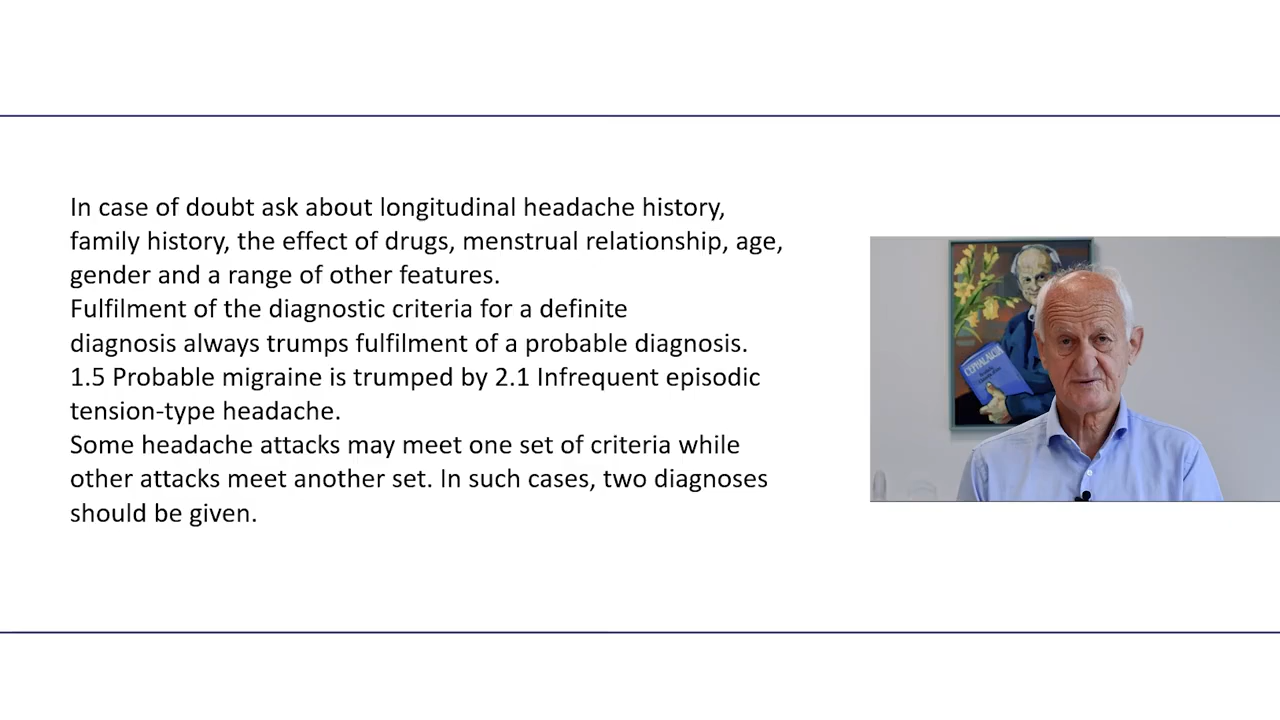 In case of doubt ask about longitudinal headache history,
family history, the effect of drugs, menstrual relationship, age,
gender and a range of other features.
Fulfilment of the diagnostic criteria for a definite
diagnosis always trumps fulfilment of a probable diagnosis.
1.5 Probable migraine is trumped by 2.1 Infrequent episodic
tension-type headache.
Some headache attacks may meet one set of criteria while
other attacks meet another set. In such cases, two diagnoses
should be given.
CEPHALALGIA